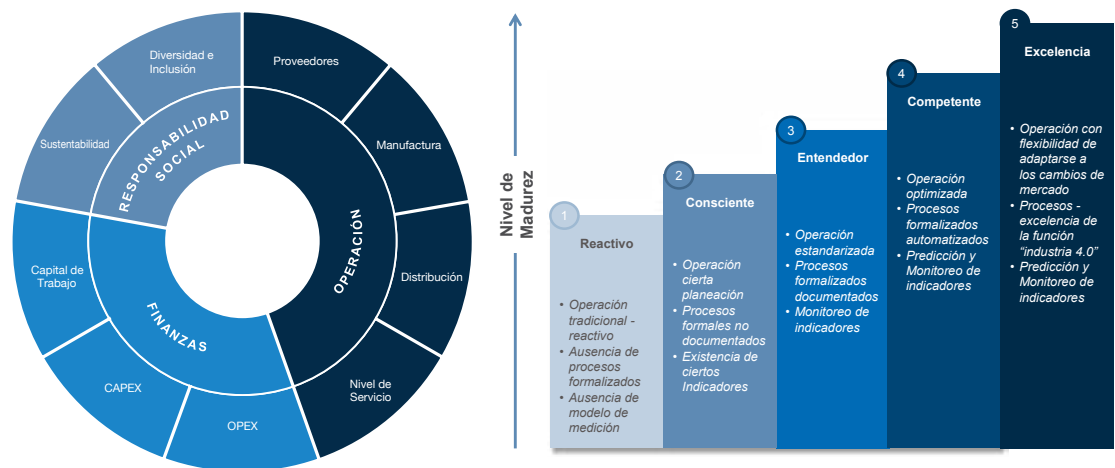 Diversidad e
Inclusión
Proveedores
Sustentabilidad
Manufactura
RESPONSABILIDAD
SOCIAL
OPERACIÓN
Capital de
Trabajo
Distribución
FINANZAS
CAPEX
OPEX
Nivel de
Servicio
Nivel de
Madurez
1
Reactivo
• Operación
tradicional -
reactivo
• Ausencia de
procesos
formalizados
• Ausencia de
modelo de
medición
2
Consciente
• Operación
cierta
planeación
• Procesos
formales no
documentados
• Existencia de
ciertos
Indicadores
3
Entendedor
• Operación
estandarizada
• Procesos
formalizados
documentados
• Monitoreo de
indicadores
4
Competente
• Operación
optimizada
• Procesos
formalizados
automatizados
• Predicción y
Monitoreo de
indicadores
5
Excelencia
• Operación con
flexibilidad de
adaptarse a
los cambios de
mercado
• Procesos -
excelencia de
la función
“industria 4.0”
• Predicción y
Monitoreo de
indicadores